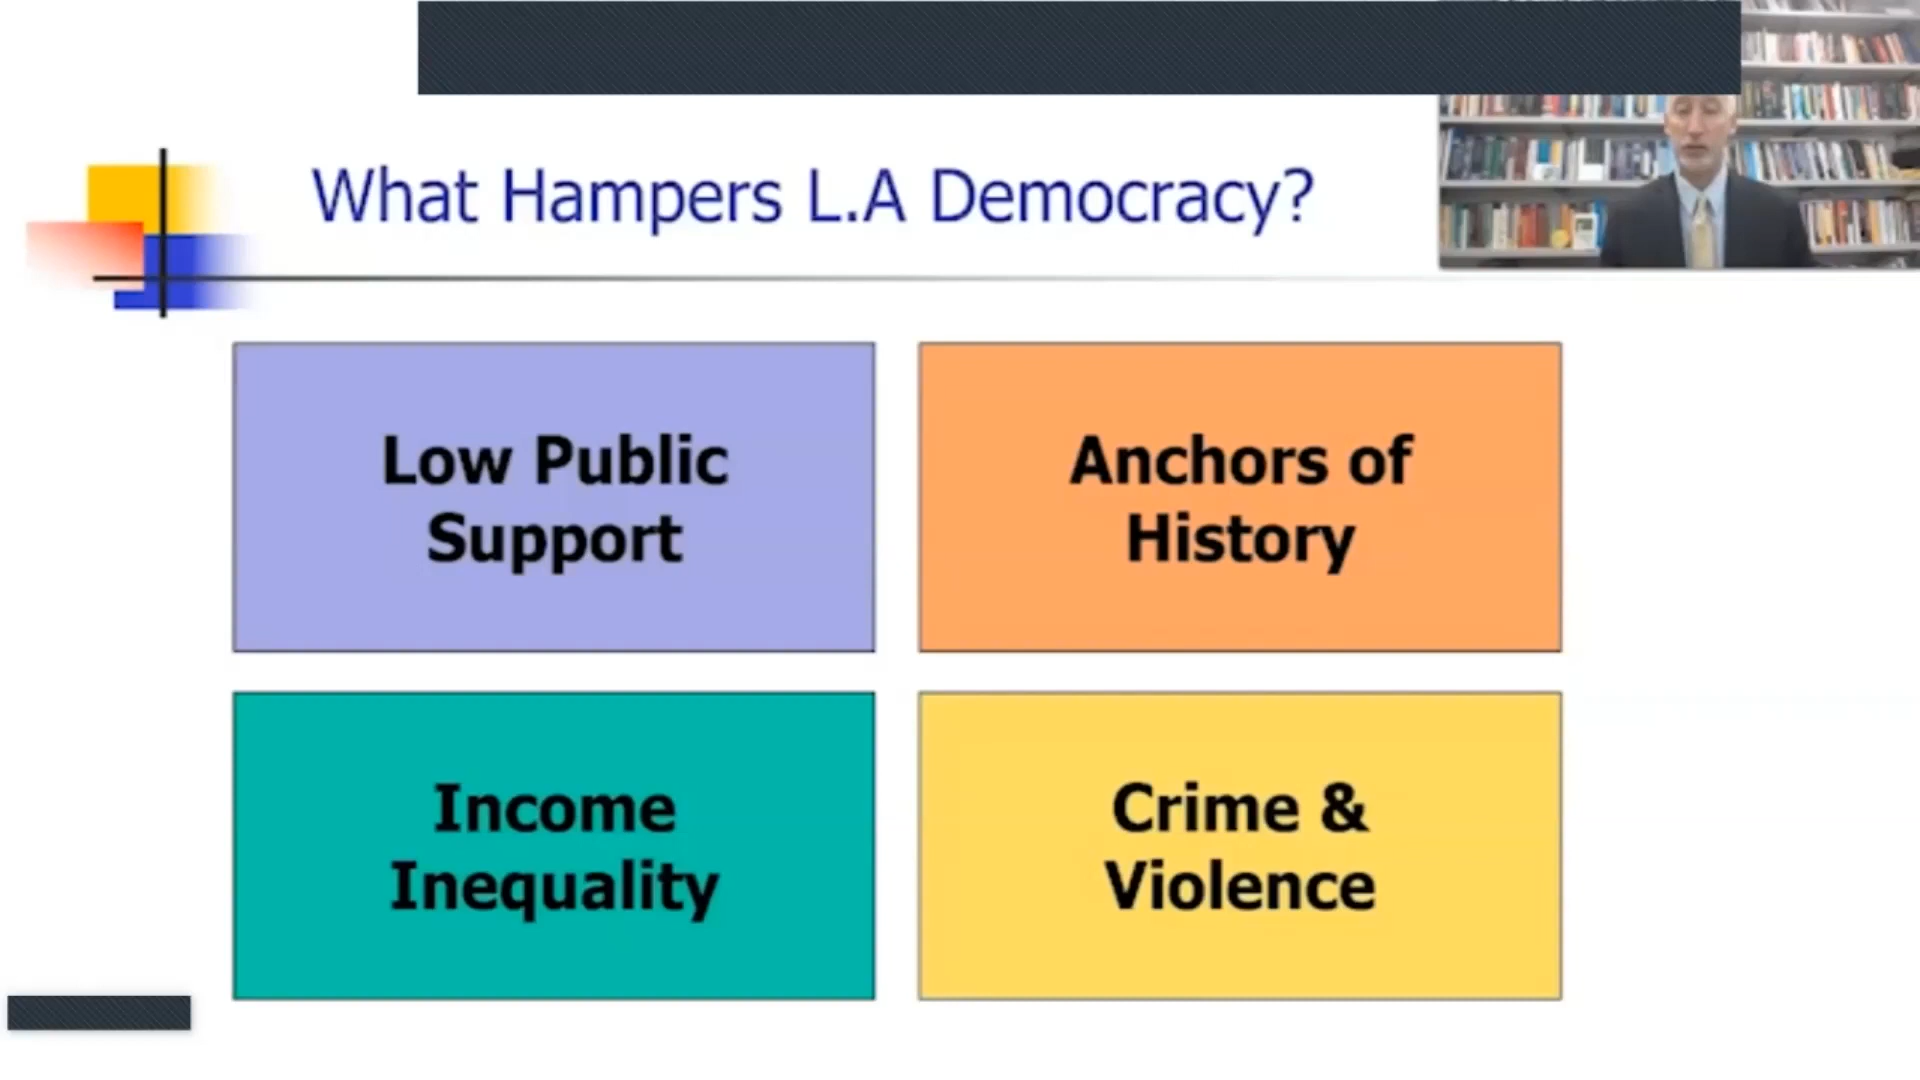 What Hampers L.A Democracy?
Low Public
Support
Anchors of
History
Income
Inequality
Crime &
Violence